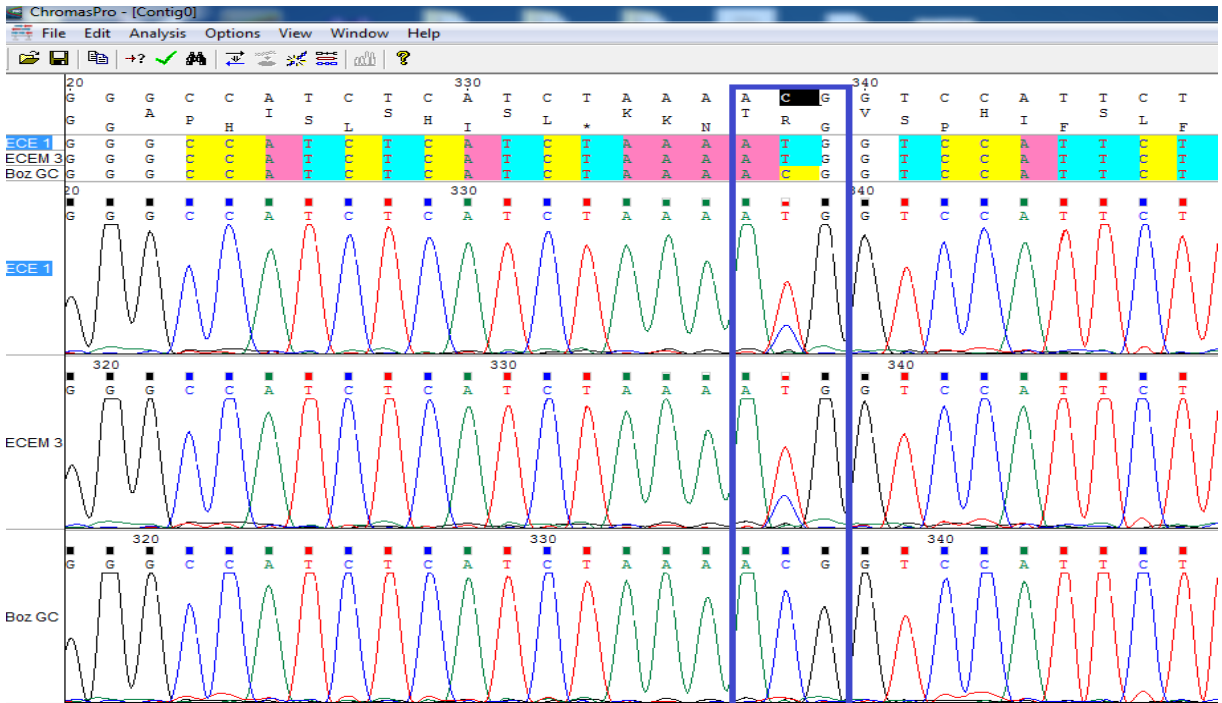 ChromasPro - [Contig0]
File Edit Analysis Options View Window Help
20 330 340
G G G C C A T C T C A T C T A A A A C G G T C C A T T C T
A I S S K T V S
G P S H L K R S I L
G H L I * N G P F F
ECE 1 G G G C C A T C T C A T C T A A A A T G G T C C A T T C T
ECEM 3 G G G C C A T C T C A T C T A A A A T G G T C C A T T C T
Boz GC G G G C C A T C T C A T C T A A A A C G G T C C A T T C T
20 330 340
G G G C C A T C T C A T C T A A A A T G G T C C A T T C T
ECE 1
320 330 340
G G G C C A T C T C A T C T A A A A T G G T C C A T T C T
ECEM 3
320 330 340
G G G C C A T C T C A T C T A A A A C G G T C C A T T C T
Boz GC